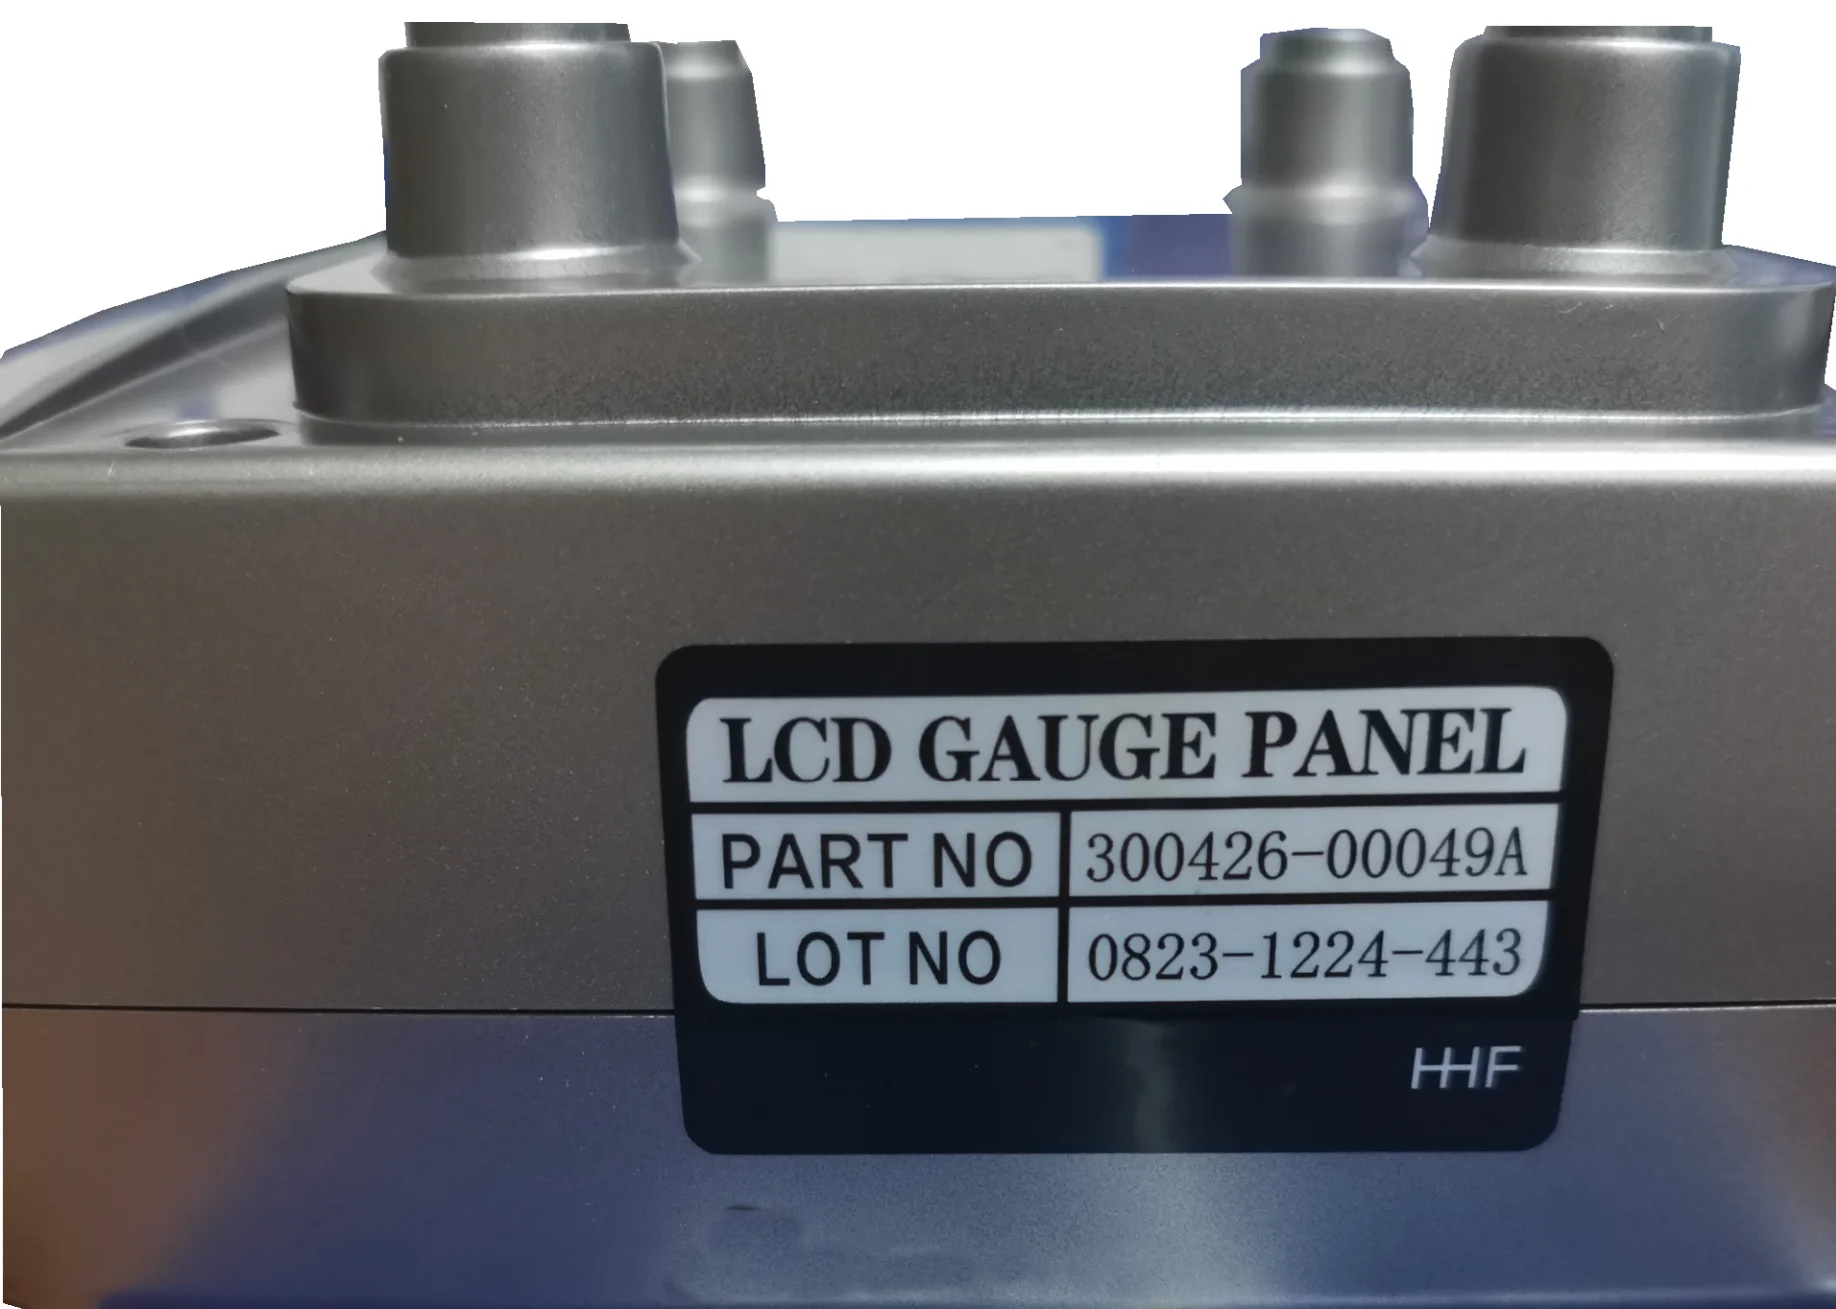 LCD GAUGE PANEL
PART NO 300426-00049A
LOT NO 0823-1224-443
HHF